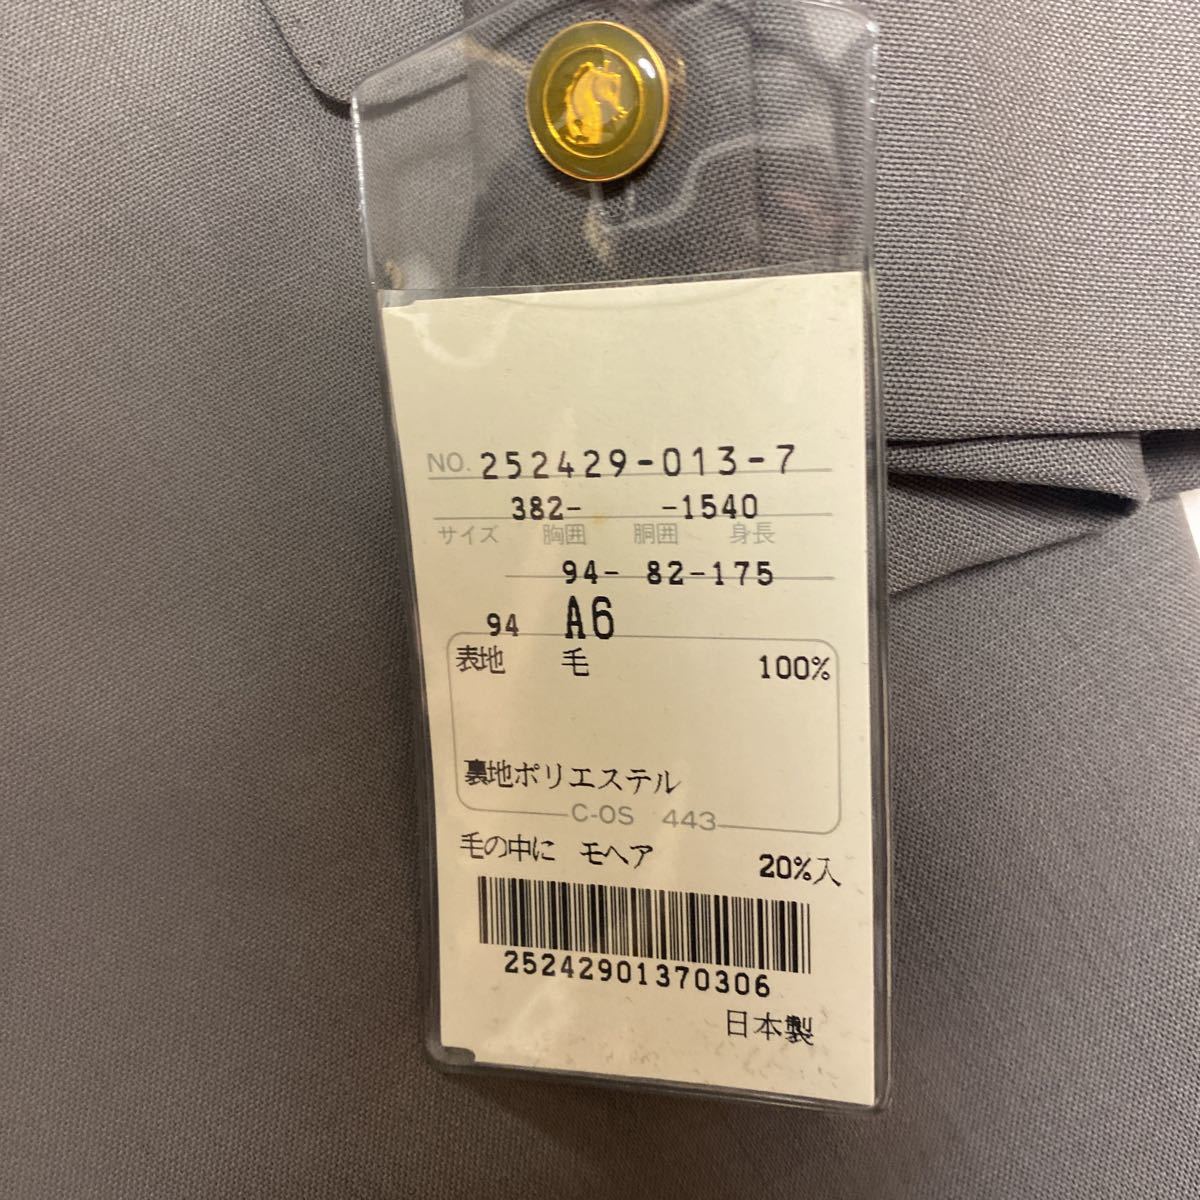 NO. 252429-013-7
382- -1540
サイズ 胸囲 胴囲 身長
94- 82-175
94 A6
表地 毛 100%
裏地ポリエステル
C-OS 443
毛の中に モヘア 20%入
25242901370306
日本製